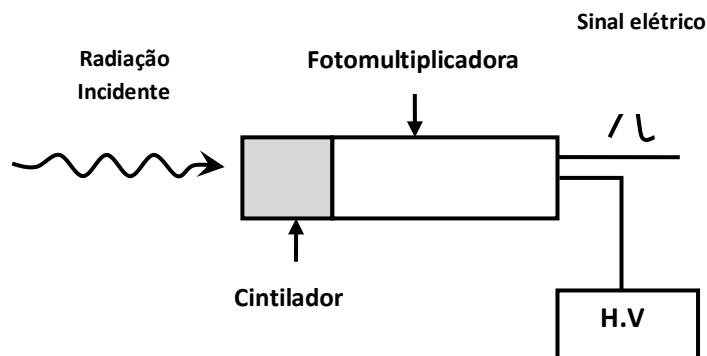 Sinal elétrico
Radiação
Incidente
Fotomultiplicadora
Cintilador
H.V